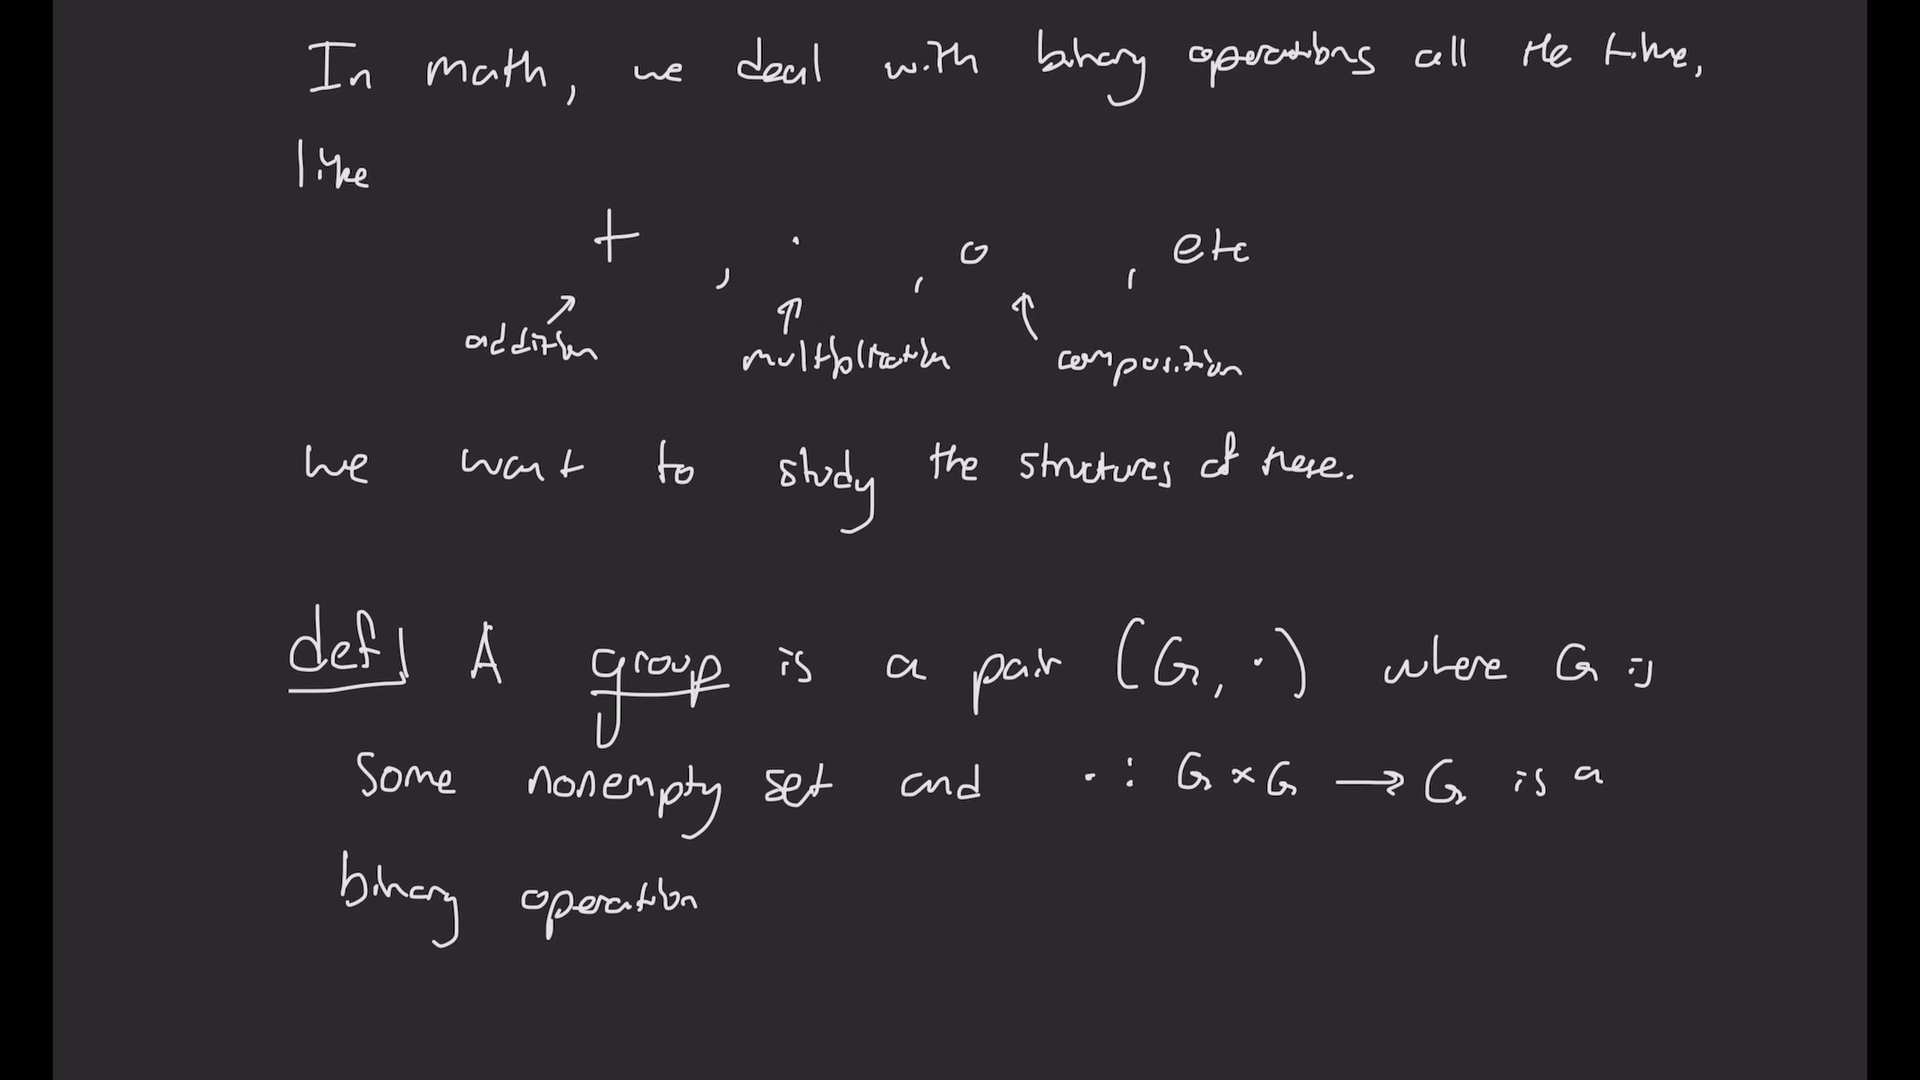 In math, we deal with binary operations all the time,
like
+ , · , ∘ , etc
addition multiplication composition
we want to study the structures of these.
def] A group is a pair (G, ·) where G is
some nonempty set and · : G × G → G is a
binary operation